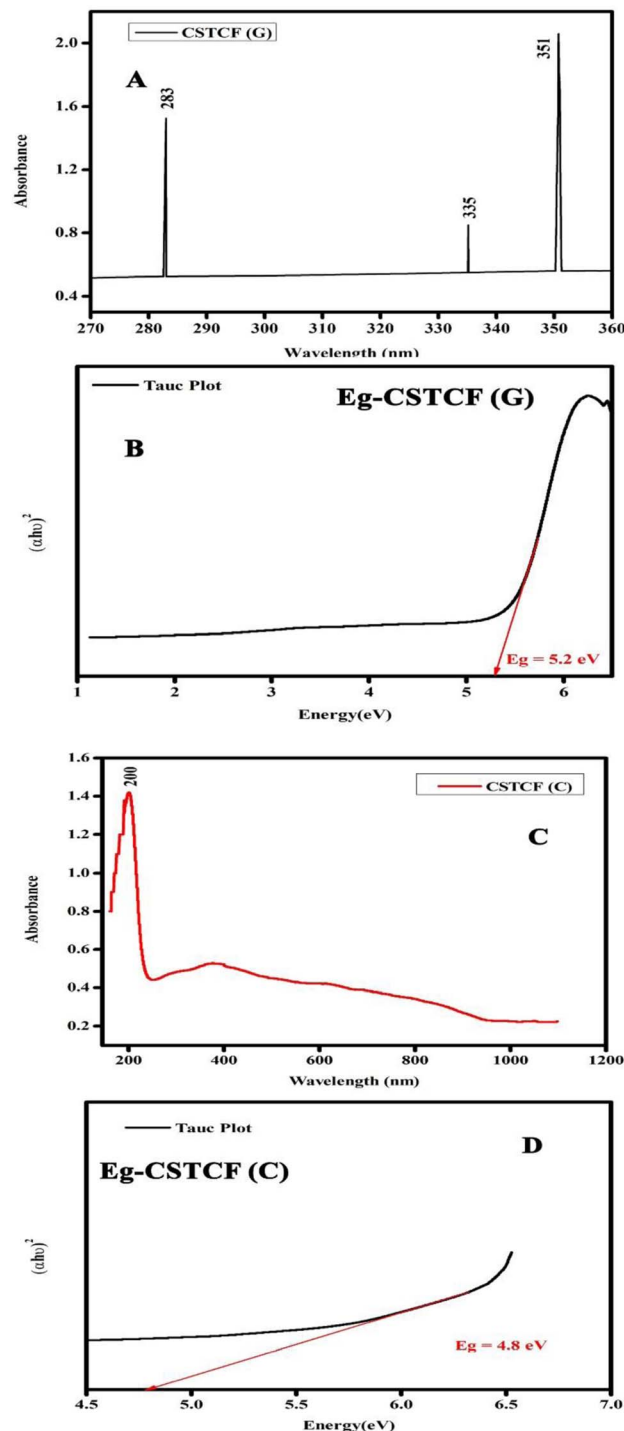 CSTCF (G)
A
283
335
351
Absorbance
2.0
1.6
1.2
0.8
0.4
270 280 290 300 310 320 330 340 350 360
Wavelength (nm)
Tauc Plot
Eg-CSTCF (G)
B
(αhυ)²
Eg = 5.2 eV
1 2 3 4 5 6
Energy(eV)
CSTCF (C)
C
200
Absorbance
1.6
1.4
1.2
1.0
0.8
0.6
0.4
0.2
200 400 600 800 1000 1200
Wavelength (nm)
Tauc Plot
D
Eg-CSTCF (C)
(αhυ)²
Eg = 4.8 eV
4.5 5.0 5.5 6.0 6.5 7.0
Energy(eV)